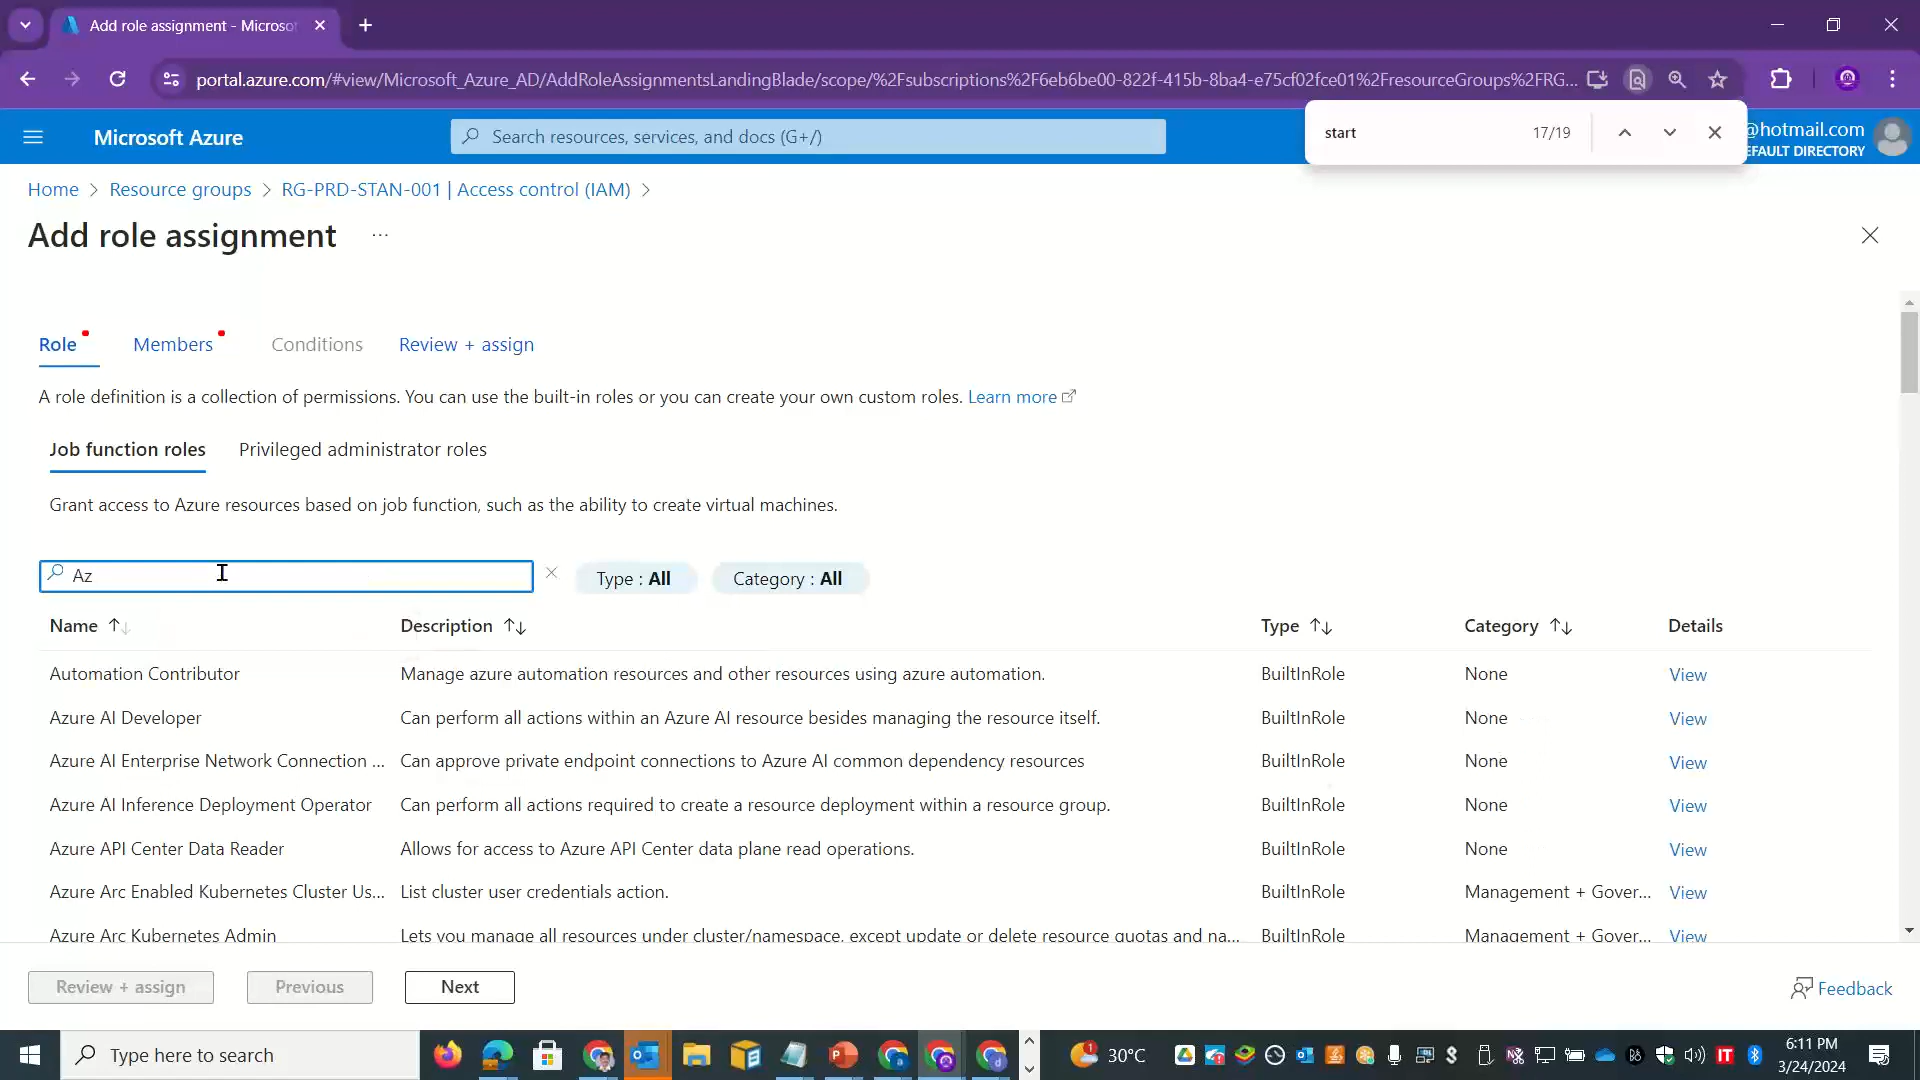 Add role assignment - Microso
portal.azure.com/#view/Microsoft_Azure_AD/AddRoleAssignmentsLandingBlade/scope/%2Fsubscriptions%2F6eb6be00-822f-415b-8ba4-e75cf02fce01%2FresourceGroups%2FRG...
start 17/19
Microsoft Azure
Search resources, services, and docs (G+/)
@hotmail.com
EFAULT DIRECTORY
Home > Resource groups > RG-PRD-STAN-001 | Access control (IAM) >
Add role assignment ...
Role Members Conditions Review + assign
A role definition is a collection of permissions. You can use the built-in roles or you can create your own custom roles. Learn more
Job function roles Privileged administrator roles
Grant access to Azure resources based on job function, such as the ability to create virtual machines.
Az Type : All Category : All
Name Description Type Category Details
Automation Contributor Manage azure automation resources and other resources using azure automation. BuiltInRole None View
Azure AI Developer Can perform all actions within an Azure AI resource besides managing the resource itself. BuiltInRole None View
Azure AI Enterprise Network Connection ... Can approve private endpoint connections to Azure AI common dependency resources BuiltInRole None View
Azure AI Inference Deployment Operator Can perform all actions required to create a resource deployment within a resource group. BuiltInRole None View
Azure API Center Data Reader Allows for access to Azure API Center data plane read operations. BuiltInRole None View
Azure Arc Enabled Kubernetes Cluster Us... List cluster user credentials action. BuiltInRole Management + Gover... View
Azure Arc Kubernetes Admin Lets you manage all resources under cluster/namespace, except update or delete resource quotas and na... BuiltInRole Management + Gover... View
Review + assign Previous Next
Feedback
Type here to search
30°C
6:11 PM
3/24/2024